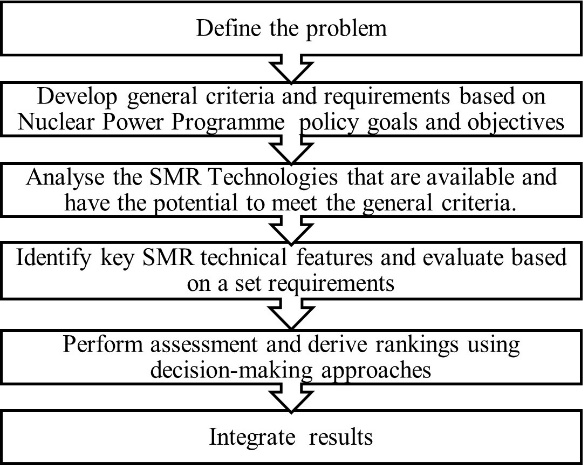 Define the problem
Develop general criteria and requirements based on
Nuclear Power Programme policy goals and objectives
Analyse the SMR Technologies that are available and
have the potential to meet the general criteria.
Identify key SMR technical features and evaluate based
on a set requirements
Perform assessment and derive rankings using
decision-making approaches
Integrate results